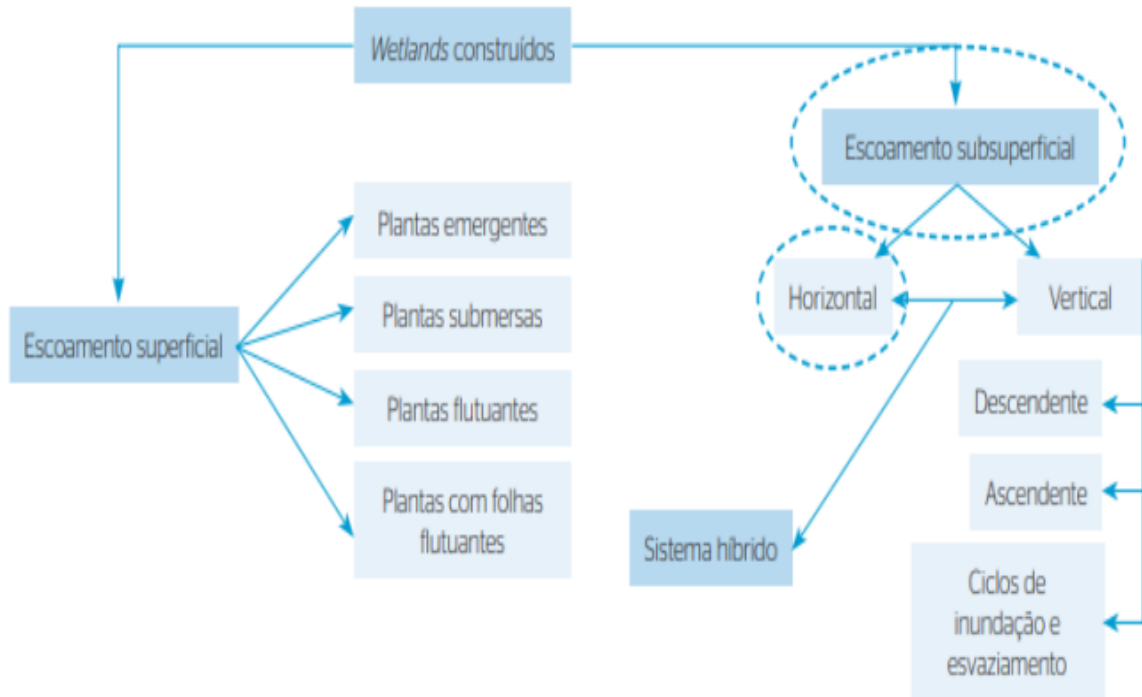 Wetlands construídos
Escoamento superficial
Plantas emergentes
Plantas submersas
Plantas flutuantes
Plantas com folhas
flutuantes
Escoamento subsuperficial
Horizontal
Vertical
Sistema híbrido
Descendente
Ascendente
Ciclos de
inundação e
esvaziamento